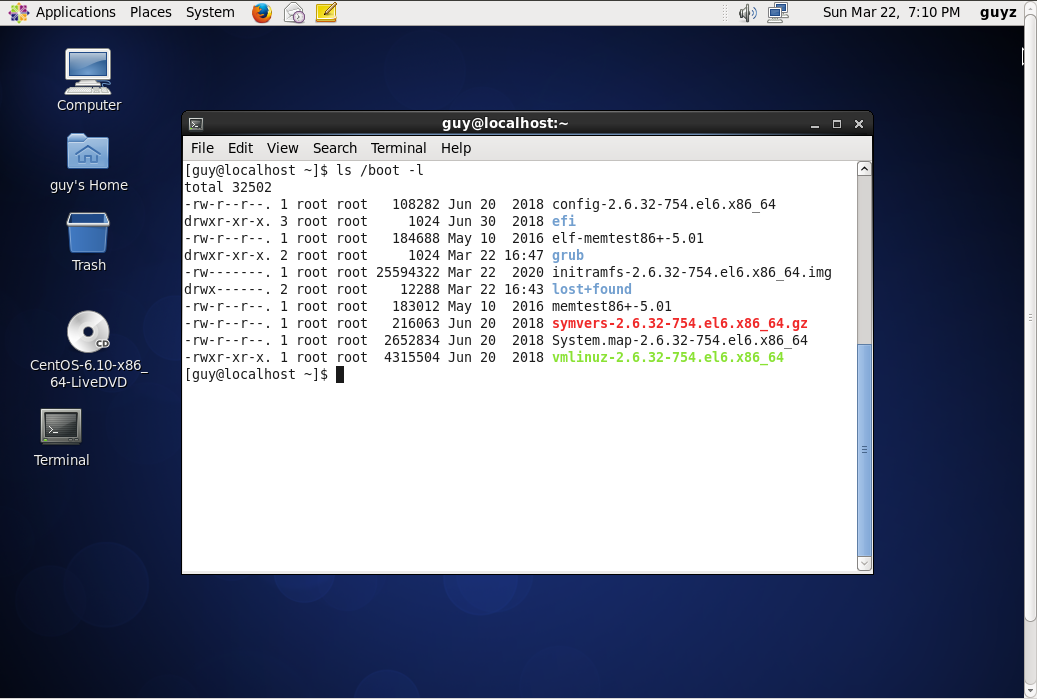 Applications Places System Sun Mar 22, 7:10 PM guyz
Computer
guy's Home
Trash
CD
CentOS-6.10-x86_
64-LiveDVD
Terminal
guy@localhost:~
File Edit View Search Terminal Help
[guy@localhost ~]$ ls /boot -l
total 32502
-rw-r--r--. 1 root root   108282 Jun 20  2018 config-2.6.32-754.el6.x86_64
drwxr-xr-x. 3 root root     1024 Jun 30  2018 efi
-rw-r--r--. 1 root root   184688 May 10  2016 elf-memtest86+-5.01
drwxr-xr-x. 2 root root     1024 Mar 22 16:47 grub
-rw-------. 1 root root 25594322 Mar 22  2020 initramfs-2.6.32-754.el6.x86_64.img
drwx------. 2 root root    12288 Mar 22 16:43 lost+found
-rw-r--r--. 1 root root   183012 May 10  2016 memtest86+-5.01
-rw-r--r--. 1 root root   216063 Jun 20  2018 symvers-2.6.32-754.el6.x86_64.gz
-rw-r--r--. 1 root root  2652834 Jun 20  2018 System.map-2.6.32-754.el6.x86_64
-rwxr-xr-x. 1 root root  4315504 Jun 20  2018 vmlinuz-2.6.32-754.el6.x86_64
[guy@localhost ~]$